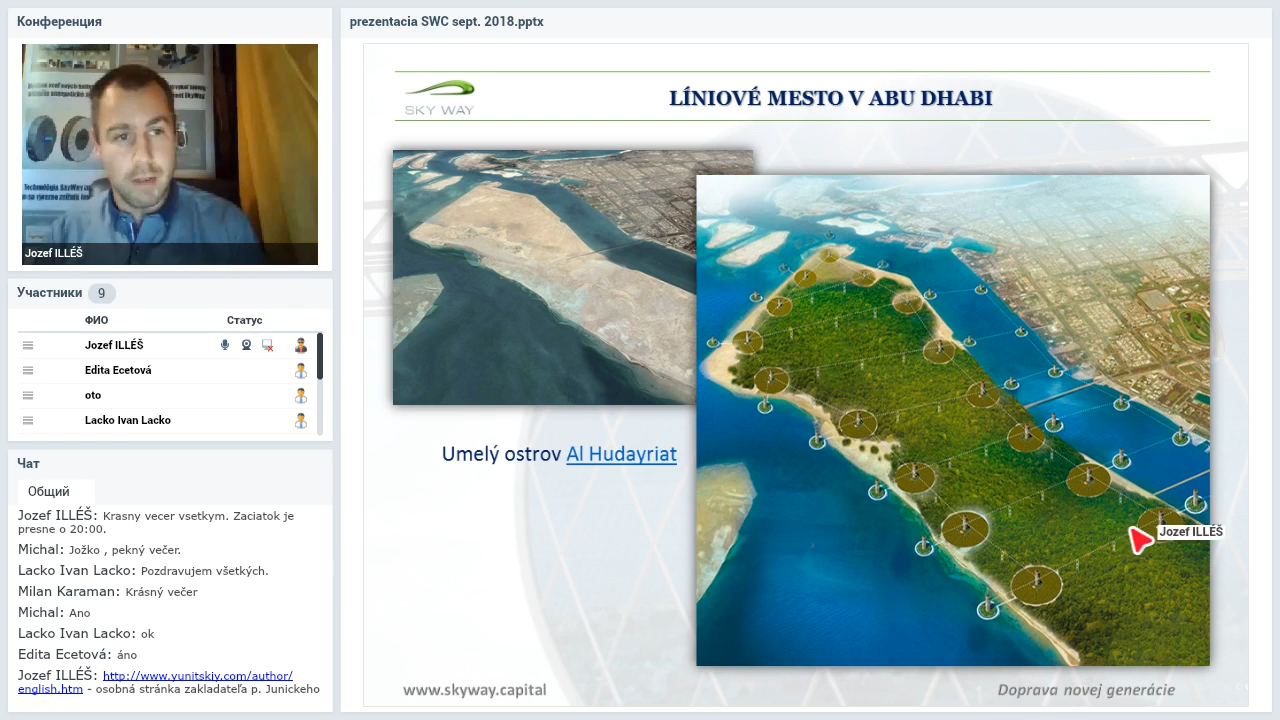 Конференция
Jozef ILLÉŠ
Участники 9
ФИО Статус
Jozef ILLÉŠ
Edita Ecetová
oto
Lacko Ivan Lacko
Чат
Общий
Jozef ILLÉŠ: Krasny vecer vsetkym. Zaciatok je
presne o 20:00.
Michal: Jožko , pekný večer.
Lacko Ivan Lacko: Pozdravujem všetkých.
Milan Karaman: Krásný večer
Michal: Ano
Lacko Ivan Lacko: ok
Edita Ecetová: áno
Jozef ILLÉŠ: http://www.yunitskiy.com/author/
english.htm - osobná stránka zakladateľa p. Junickeho
prezentacia SWC sept. 2018.pptx
SKY WAY
LÍNIOVÉ MESTO V ABU DHABI
Umelý ostrov Al Hudayriat
Jozef ILLÉŠ
www.skyway.capital
Doprava novej generácie